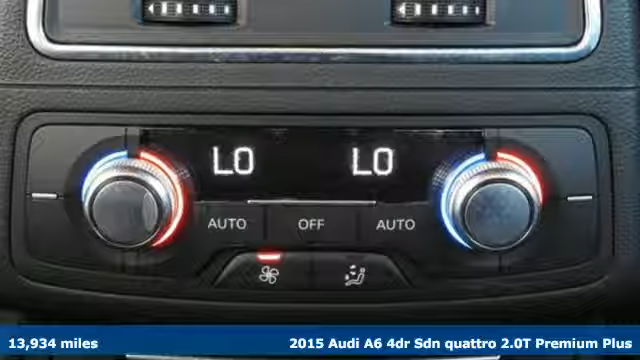 LO LO
AUTO OFF AUTO
13,934 miles 2015 Audi A6 4dr Sdn quattro 2.0T Premium Plus